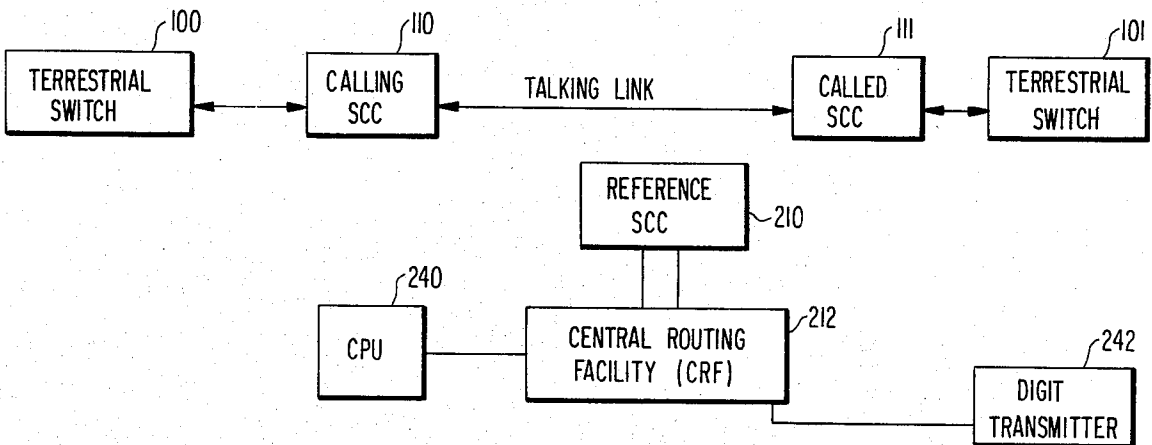 100
110
111
101
TERRESTRIAL
SWITCH
CALLING
SCC
TALKING LINK
CALLED
SCC
TERRESTRIAL
SWITCH
REFERENCE
SCC
210
240
CPU
212
CENTRAL ROUTING
FACILITY (CRF)
242
DIGIT
TRANSMITTER